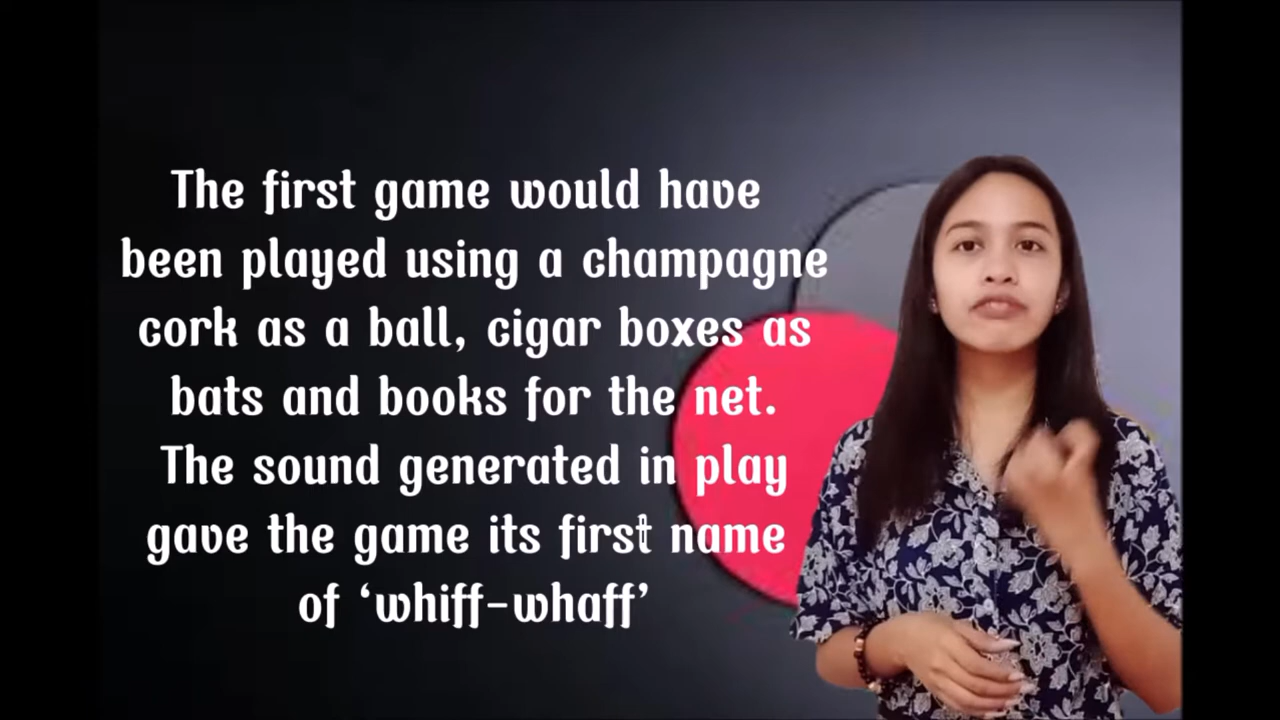 The first game would have
been played using a champagne
cork as a ball, cigar boxes as
bats and books for the net.
The sound generated in play
gave the game its first name
of ‘whiff-whaff’